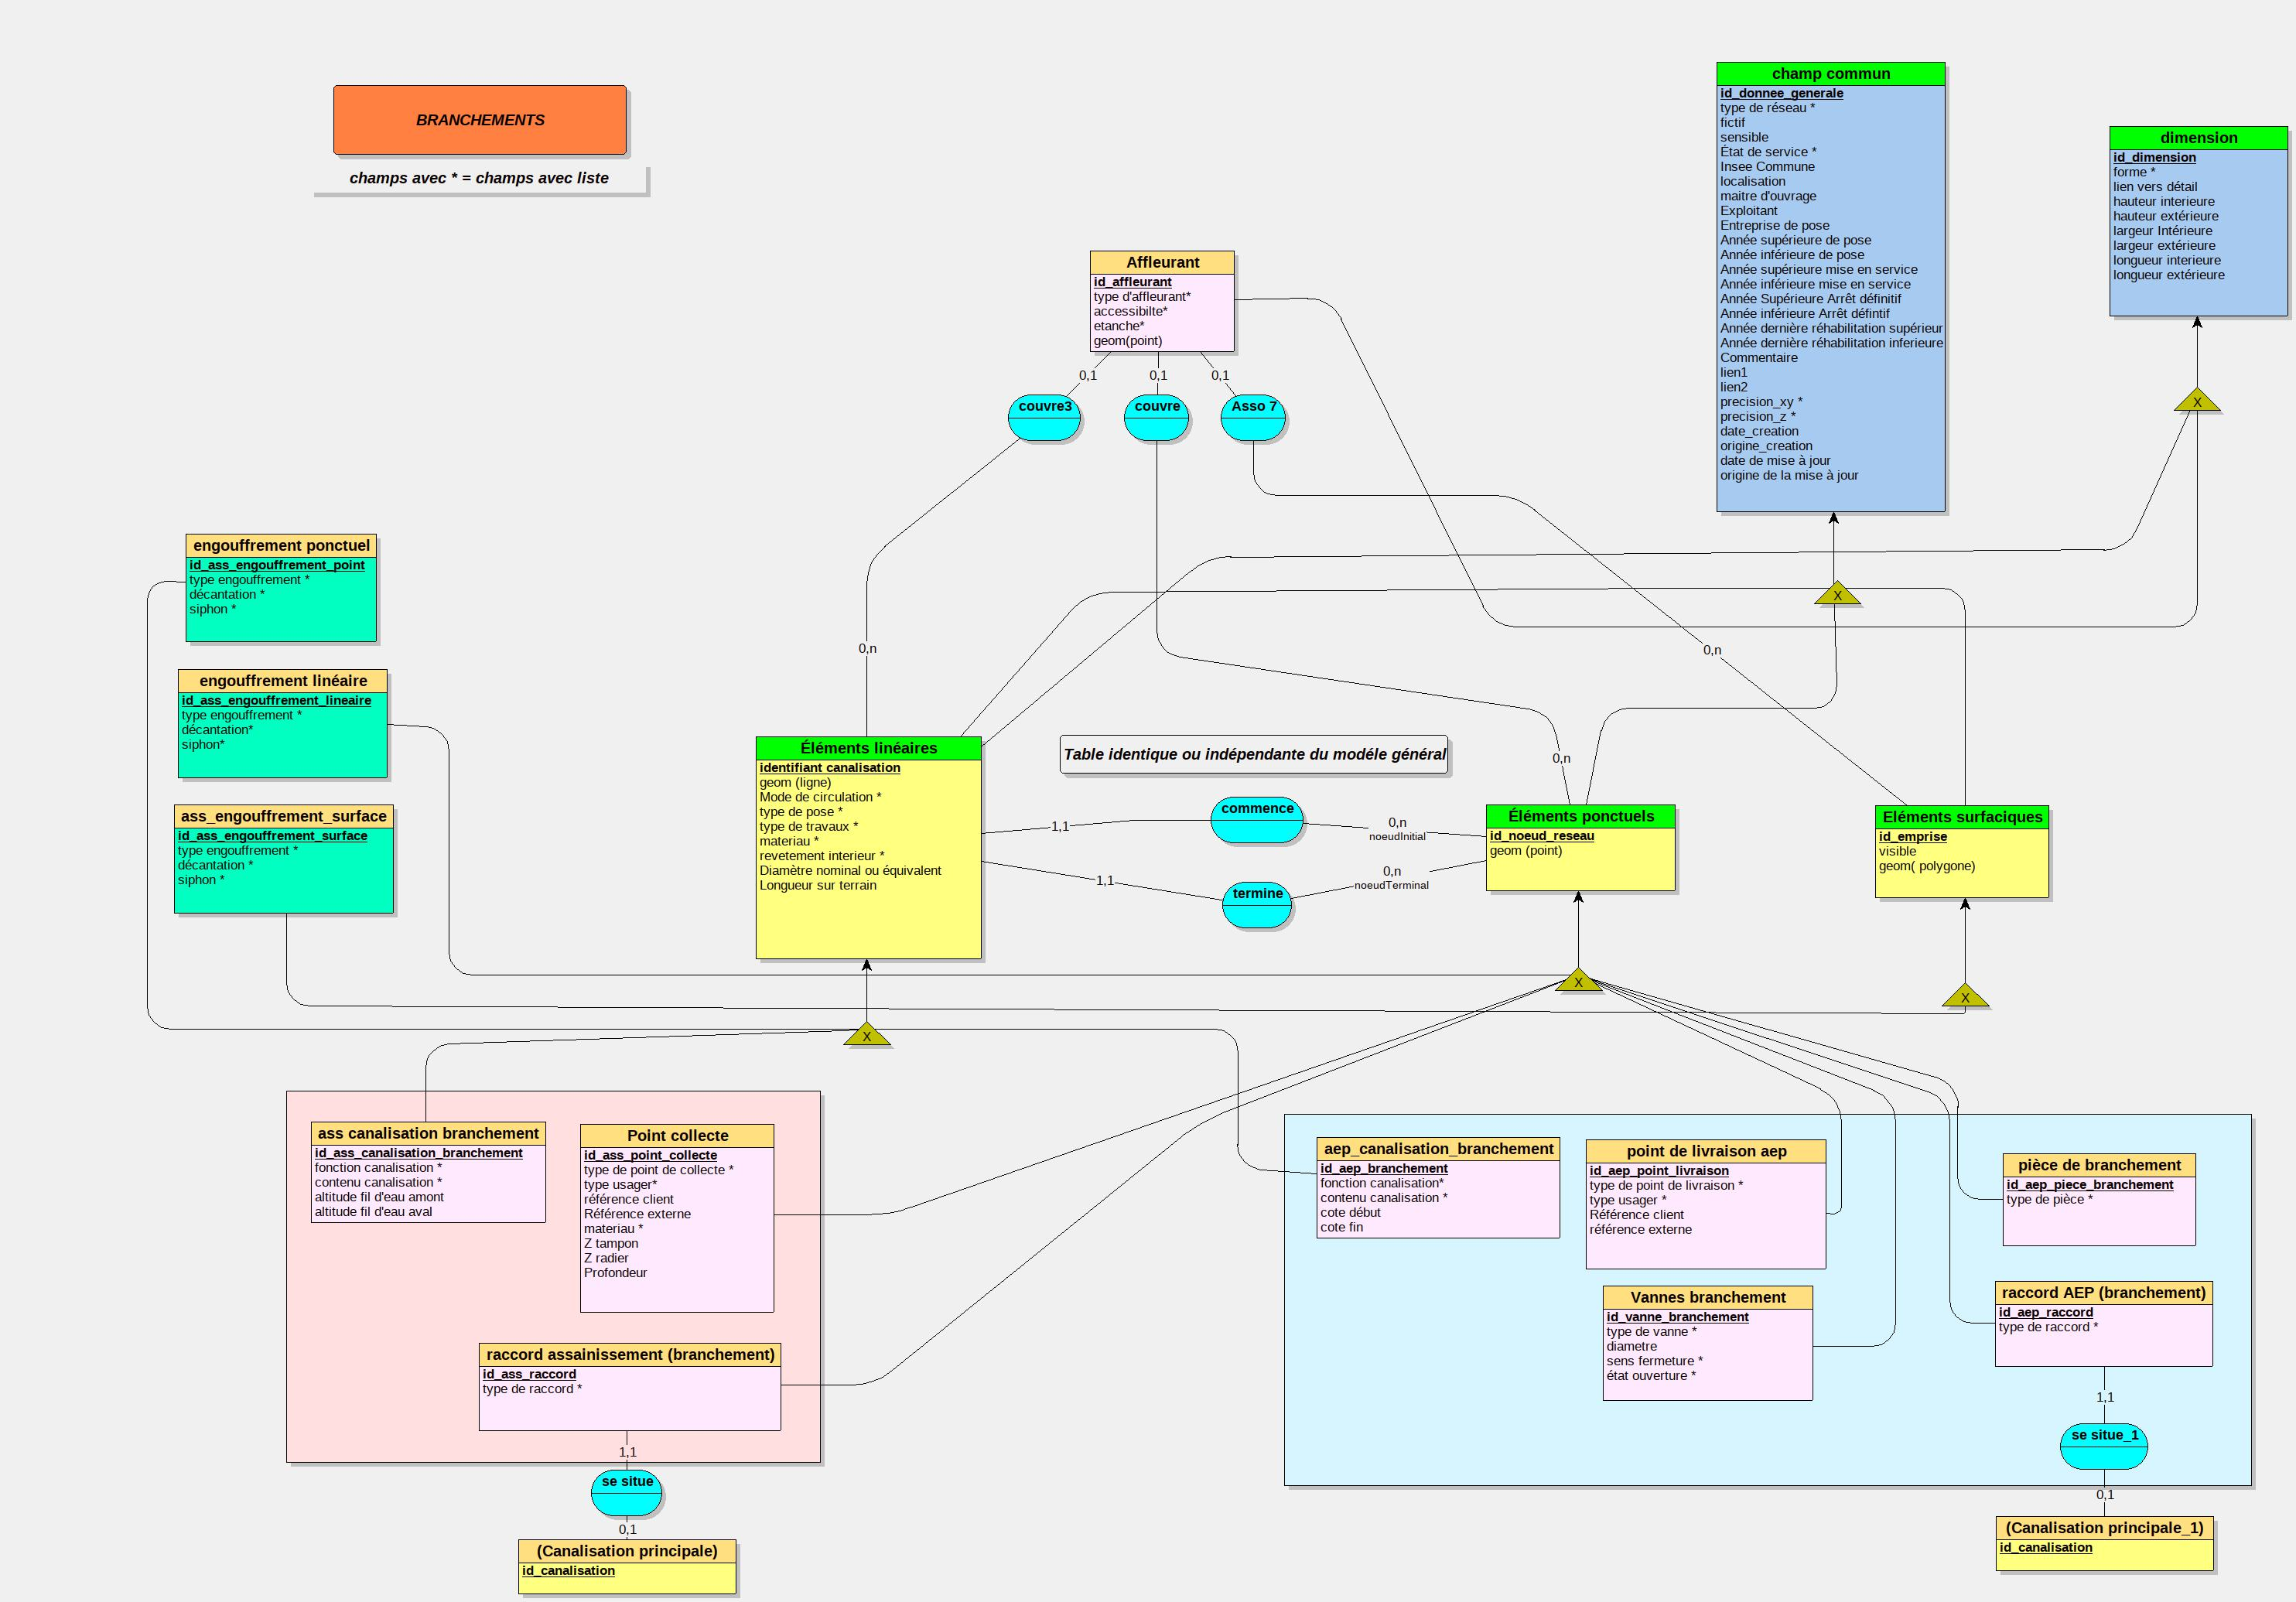 BRANCHEMENTS
champs avec * = champs avec liste
champ commun
id_donnee_generale
type de réseau *
fictif
sensible
État de service *
Insee Commune
localisation
maitre d'ouvrage
Exploitant
Entreprise de pose
Année supérieure de pose
Année inférieure de pose
Année supérieure mise en service
Année inférieure mise en service
Année Supérieure Arrêt définitif
Année inférieure Arrêt défintif
Année dernière réhabilitation supérieur
Année dernière réhabilitation inferieure
Commentaire
lien1
lien2
precision_xy *
precision_z *
date_creation
origine_creation
date de mise à jour
origine de la mise à jour
dimension
id_dimension
forme *
lien vers détail
hauteur interieure
hauteur extérieure
largeur Intérieure
largeur extérieure
longueur interieure
longueur extérieure
X
Affleurant
id_affleurant
type d'affleurant*
accessibilte*
etanche*
geom(point)
0,1
0,1
0,1
couvre3
couvre
Asso 7
X
0,n
0,n
0,n
engouffrement ponctuel
id_ass_engouffrement_point
type engouffrement *
décantation *
siphon *
engouffrement linéaire
id_ass_engouffrement_lineaire
type engouffrement *
décantation*
siphon*
ass_engouffrement_surface
id_ass_engouffrement_surface
type engouffrement *
décantation *
siphon *
Éléments linéaires
identifiant canalisation
geom (ligne)
Mode de circulation *
type de pose *
type de travaux *
materiau *
revetement interieur *
Diamètre nominal ou équivalent
Longueur sur terrain
Table identique ou indépendante du modéle général
1,1
commence
0,n
noeudInitial
1,1
termine
0,n
noeudTerminal
Éléments ponctuels
id_noeud_reseau
geom (point)
Eléments surfaciques
id_emprise
visible
geom( polygone)
X
X
X
ass canalisation branchement
id_ass_canalisation_branchement
fonction canalisation *
contenu canalisation *
altitude fil d'eau amont
altitude fil d'eau aval
Point collecte
id_ass_point_collecte
type de point de collecte *
type usager*
référence client
Référence externe
materiau *
Z tampon
Z radier
Profondeur
raccord assainissement (branchement)
id_ass_raccord
type de raccord *
1,1
se situe
0,1
(Canalisation principale)
id_canalisation
aep_canalisation_branchement
id_aep_branchement
fonction canalisation*
contenu canalisation *
cote début
cote fin
point de livraison aep
id_aep_point_livraison
type de point de livraison *
type usager *
Référence client
référence externe
pièce de branchement
id_aep_piece_branchement
type de pièce *
Vannes branchement
id_vanne_branchement
type de vanne *
diametre
sens fermeture *
état ouverture *
raccord AEP (branchement)
id_aep_raccord
type de raccord *
1,1
se situe_1
0,1
(Canalisation principale_1)
id_canalisation